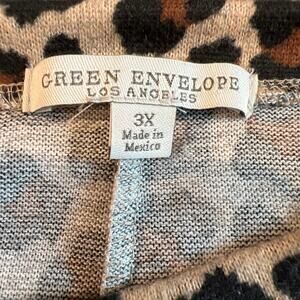 GREEN ENVELOPE
LOS ANGELES
3X
Made in
Mexico